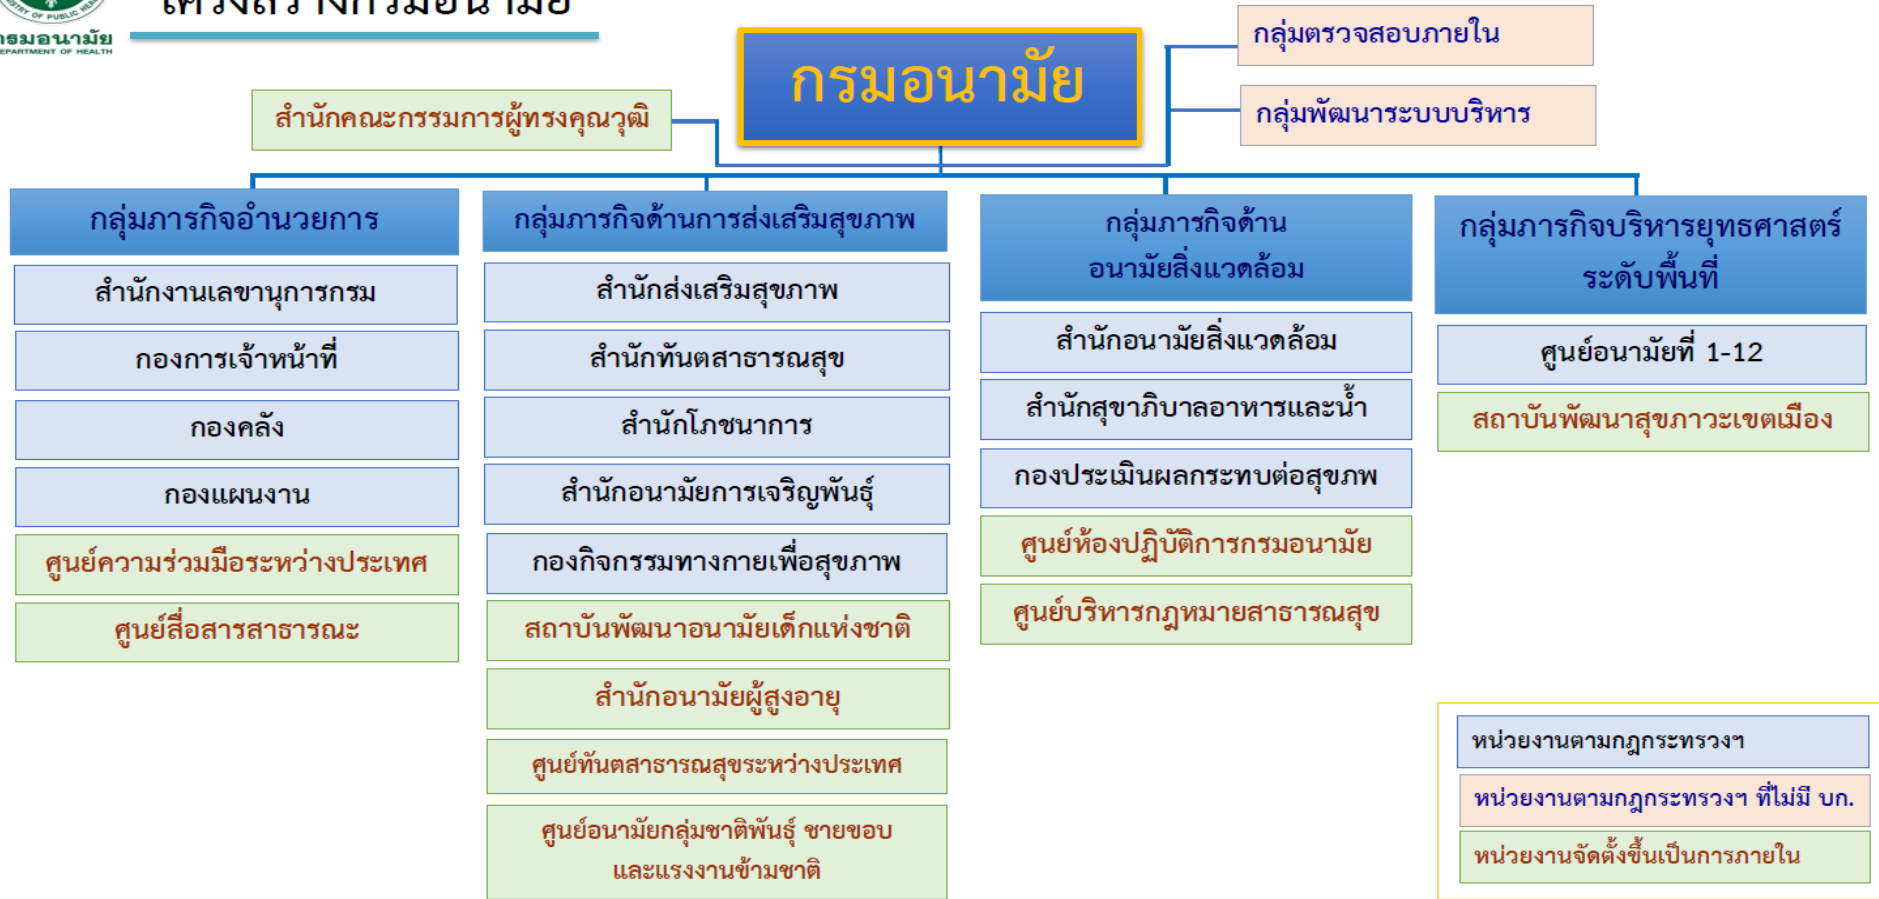 MINISTRY OF PUBLIC HEALTH
กรมอนามัย
DEPARTMENT OF HEALTH
โครงสร้างกรมอนามัย
กรมอนามัย
กลุ่มตรวจสอบภายใน
กลุ่มพัฒนาระบบบริหาร
สำนักคณะกรรมการผู้ทรงคุณวุฒิ
กลุ่มภารกิจอำนวยการ
สำนักงานเลขานุการกรม
กองการเจ้าหน้าที่
กองคลัง
กองแผนงาน
ศูนย์ความร่วมมือระหว่างประเทศ
ศูนย์สื่อสารสาธารณะ
กลุ่มภารกิจด้านการส่งเสริมสุขภาพ
สำนักส่งเสริมสุขภาพ
สำนักทันตสาธารณสุข
สำนักโภชนาการ
สำนักอนามัยการเจริญพันธุ์
กองกิจกรรมทางกายเพื่อสุขภาพ
สถาบันพัฒนาอนามัยเด็กแห่งชาติ
สำนักอนามัยผู้สูงอายุ
ศูนย์ทันตสาธารณสุขระหว่างประเทศ
ศูนย์อนามัยกลุ่มชาติพันธุ์ ชายขอบ
และแรงงานข้ามชาติ
กลุ่มภารกิจด้าน
อนามัยสิ่งแวดล้อม
สำนักอนามัยสิ่งแวดล้อม
สำนักสุขาภิบาลอาหารและน้ำ
กองประเมินผลกระทบต่อสุขภพ
ศูนย์ห้องปฏิบัติการกรมอนามัย
ศูนย์บริหารกฎหมายสาธารณสุข
กลุ่มภารกิจบริหารยุทธศาสตร์
ระดับพื้นที่
ศูนย์อนามัยที่ 1-12
สถาบันพัฒนาสุขภาวะเขตเมือง
หน่วยงานตามกฎกระทรวงฯ
หน่วยงานตามกฎกระทรวงฯ ที่ไม่มี บก.
หน่วยงานจัดตั้งขึ้นเป็นการภายใน